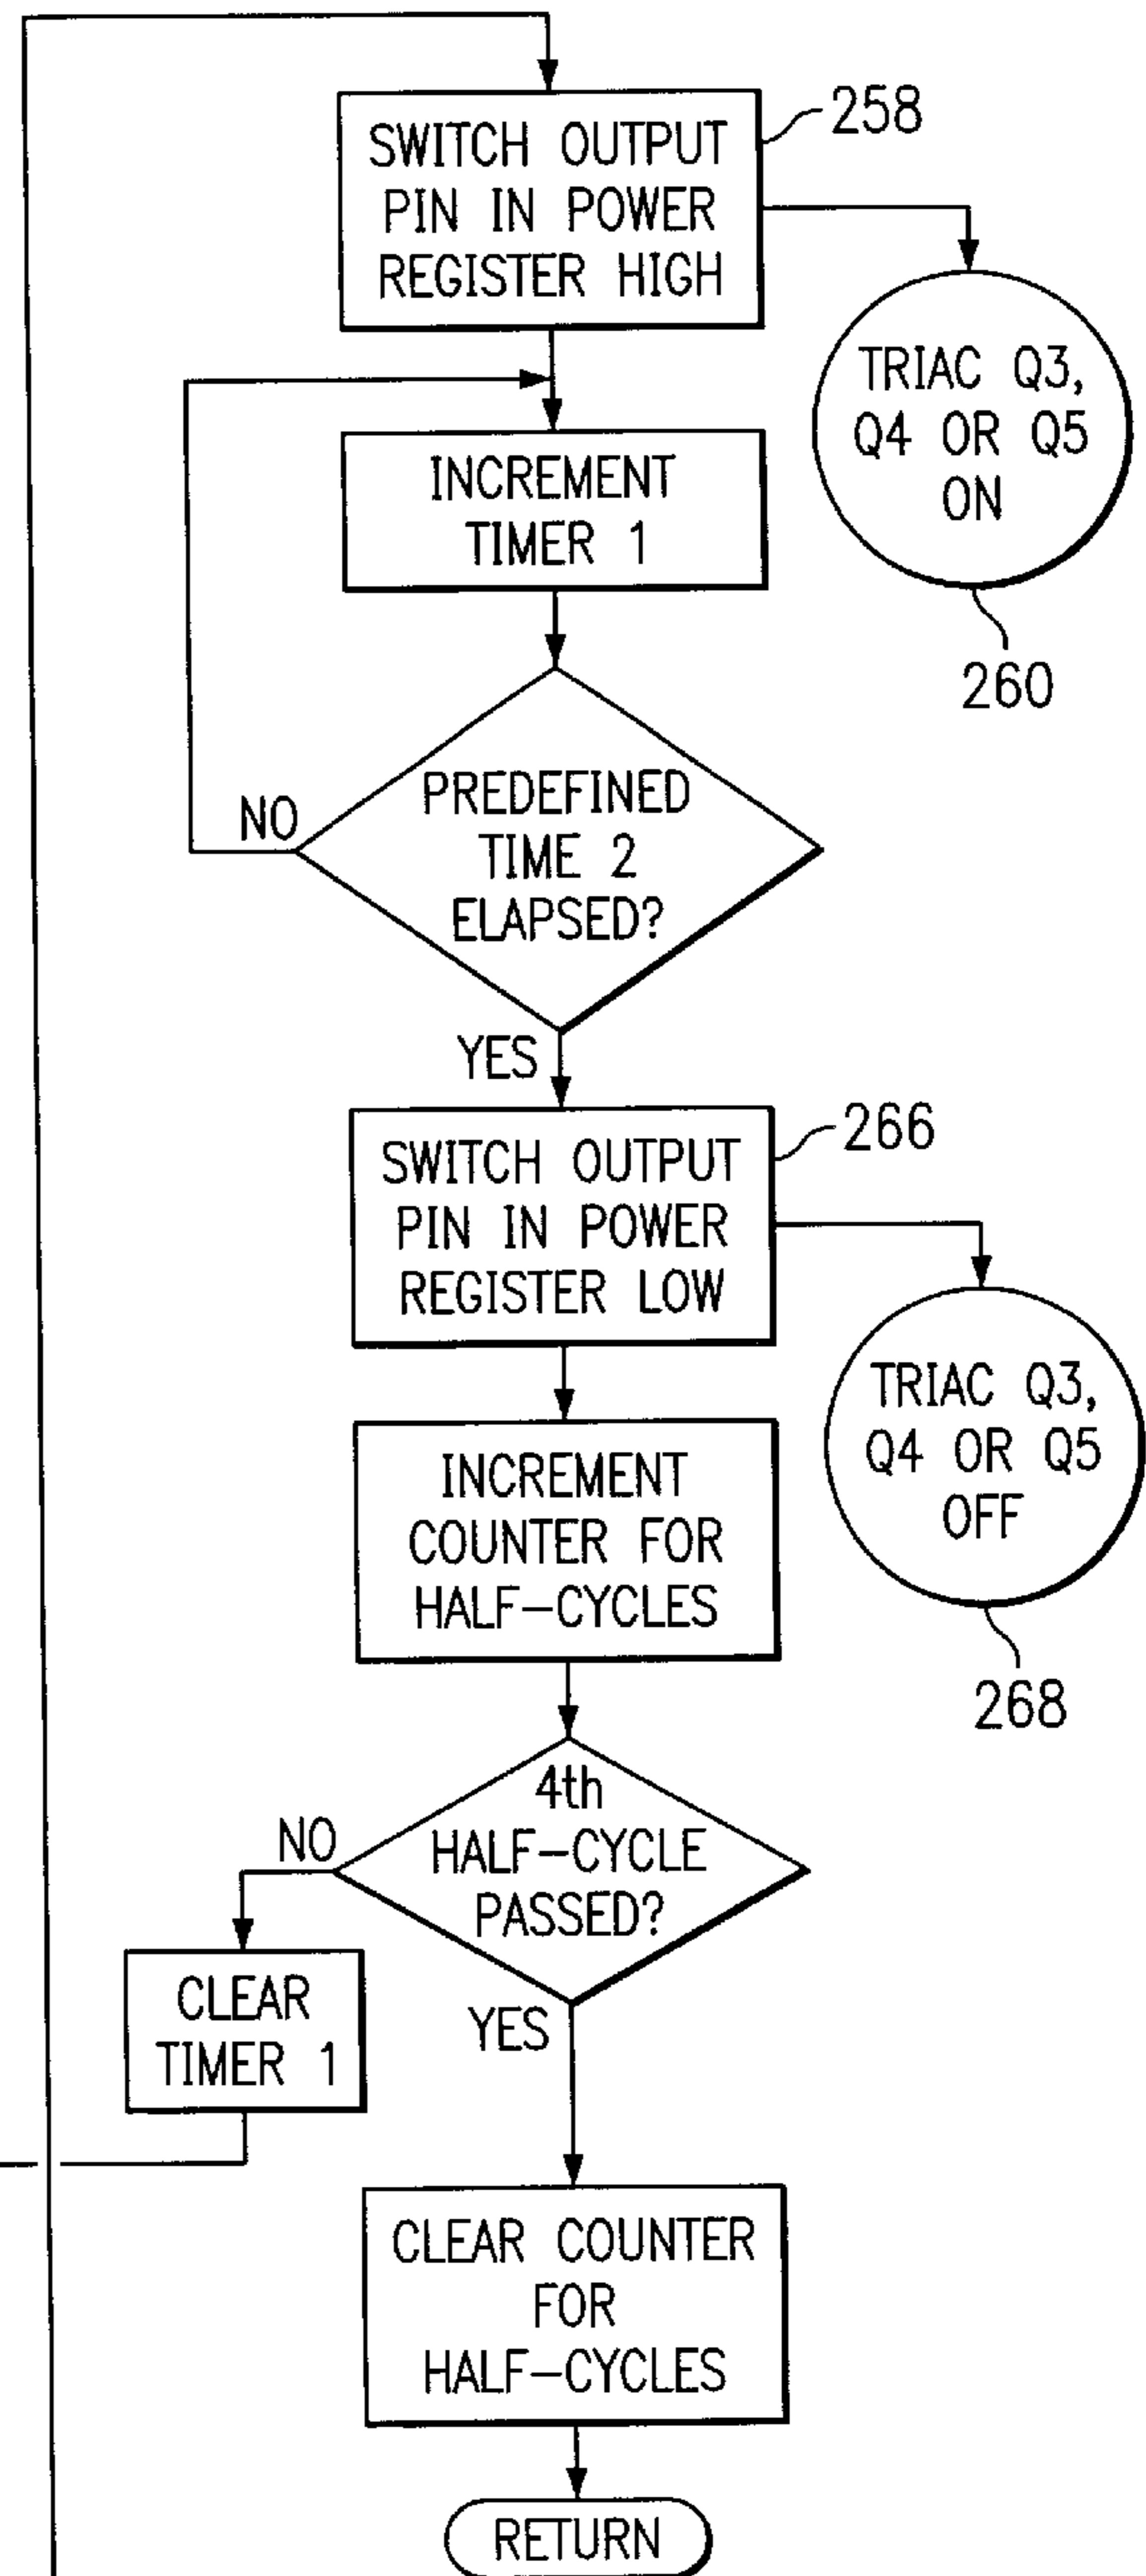 258
SWITCH OUTPUT
PIN IN POWER
REGISTER HIGH
TRIAC Q3,
Q4 OR Q5
ON
260
INCREMENT
TIMER 1
NO
PREDEFINED
TIME 2
ELAPSED?
YES
266
SWITCH OUTPUT
PIN IN POWER
REGISTER LOW
TRIAC Q3,
Q4 OR Q5
OFF
268
INCREMENT
COUNTER FOR
HALF-CYCLES
4th
HALF-CYCLE
PASSED?
NO
CLEAR
TIMER 1
YES
CLEAR COUNTER
FOR
HALF-CYCLES
RETURN